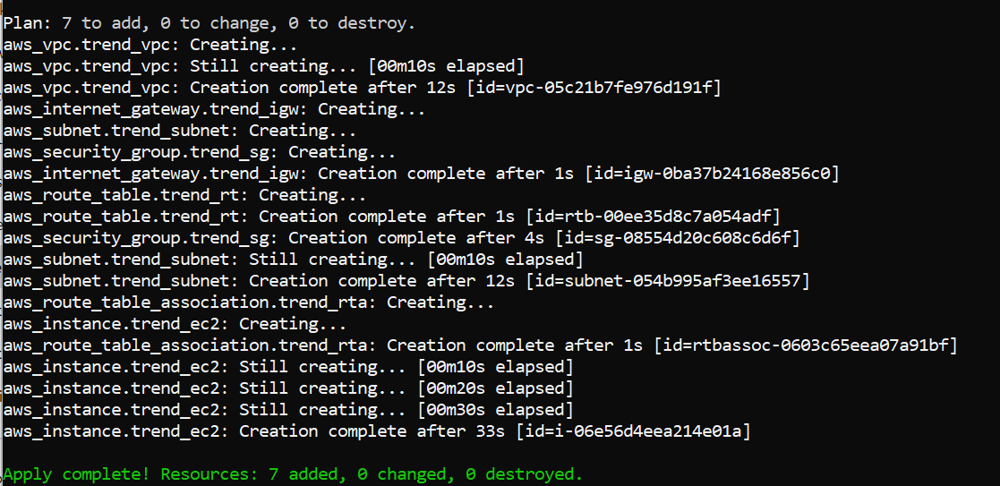 Plan: 7 to add, 0 to change, 0 to destroy.
aws_vpc.trend_vpc: Creating...
aws_vpc.trend_vpc: Still creating... [00m10s elapsed]
aws_vpc.trend_vpc: Creation complete after 12s [id=vpc-05c21b7fe976d191f]
aws_internet_gateway.trend_igw: Creating...
aws_subnet.trend_subnet: Creating...
aws_security_group.trend_sg: Creating...
aws_internet_gateway.trend_igw: Creation complete after 1s [id=igw-0ba37b24168e856c0]
aws_route_table.trend_rt: Creating...
aws_route_table.trend_rt: Creation complete after 1s [id=rtb-00ee35d8c7a054adf]
aws_security_group.trend_sg: Creation complete after 4s [id=sg-08554d20c608c6d6f]
aws_subnet.trend_subnet: Still creating... [00m10s elapsed]
aws_subnet.trend_subnet: Creation complete after 12s [id=subnet-054b995af3ee16557]
aws_route_table_association.trend_rta: Creating...
aws_instance.trend_ec2: Creating...
aws_route_table_association.trend_rta: Creation complete after 1s [id=rtbassoc-0603c65eea07a91bf]
aws_instance.trend_ec2: Still creating... [00m10s elapsed]
aws_instance.trend_ec2: Still creating... [00m20s elapsed]
aws_instance.trend_ec2: Still creating... [00m30s elapsed]
aws_instance.trend_ec2: Creation complete after 33s [id=i-06e56d4eea214e01a]
Apply complete! Resources: 7 added, 0 changed, 0 destroyed.